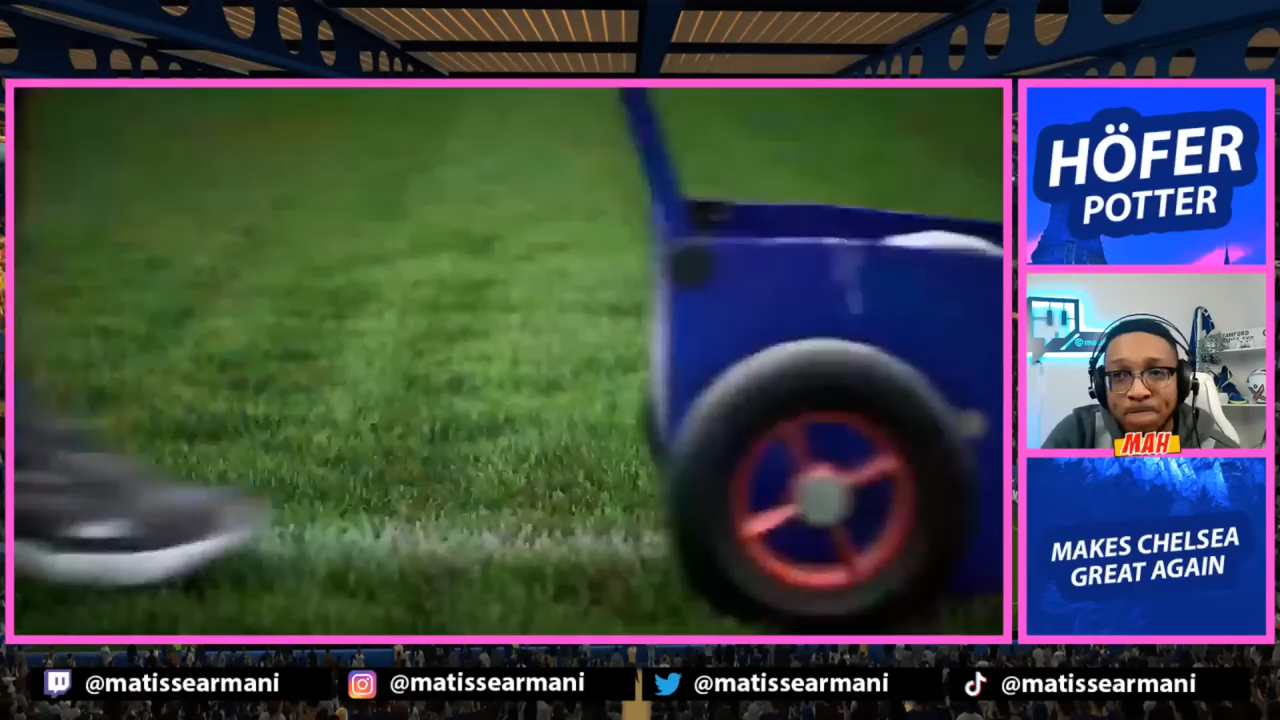 HÖFER
POTTER
MAH
MAKES CHELSEA
GREAT AGAIN
@matissearmani
@matissearmani
@matissearmani
@matissearmani